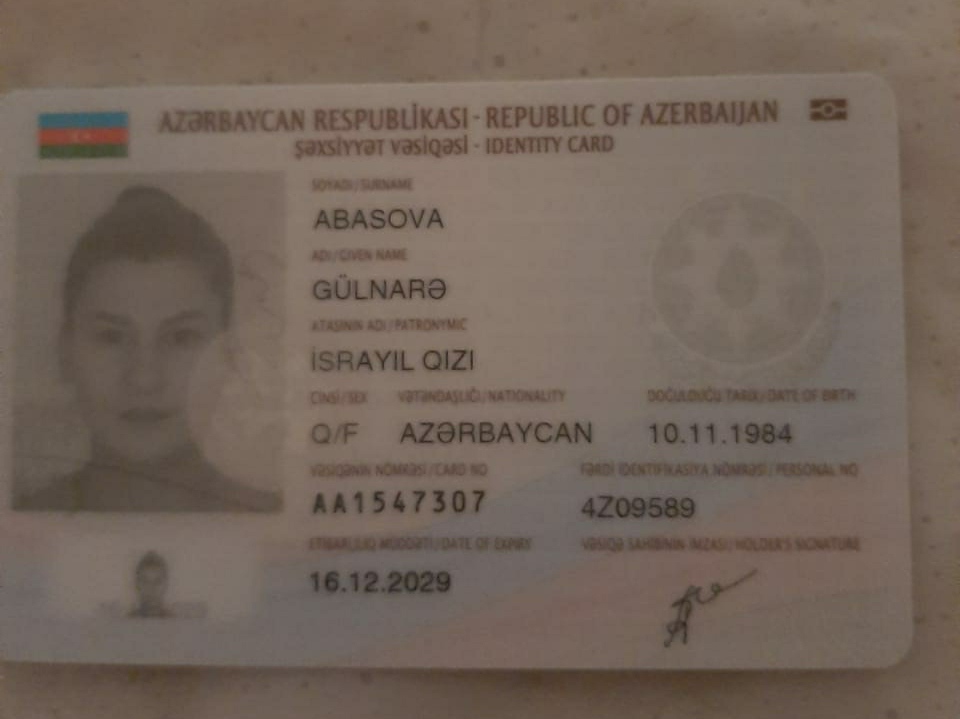 AZƏRBAYCAN RESPUBLİKASI - REPUBLIC OF AZERBAIJAN
ŞƏXSİYYƏT VƏSİQƏSİ - IDENTITY CARD
SOYADI/SURNAME
ABASOVA
ADI/GIVEN NAME
GÜLNARƏ
ATASININ ADI/PATRONYMIC
İSRAYIL QIZI
CİNSİ/SEX VƏTƏNDAŞLIĞI/NATIONALITY DOĞULDUĞU TARİX/DATE OF BIRTH
Q/F AZƏRBAYCAN 10.11.1984
VƏSİQƏNİN NÖMRƏSİ/CARD NO FƏRDİ İDENTİFİKASİYA NÖMRƏSİ/PERSONAL NO
AA1547307 4Z09589
ETİBARLILIQ MÜDDƏTİ/DATE OF EXPIRY VƏSİQƏ SAHİBİNİN İMZASI/HOLDER'S SIGNATURE
16.12.2029